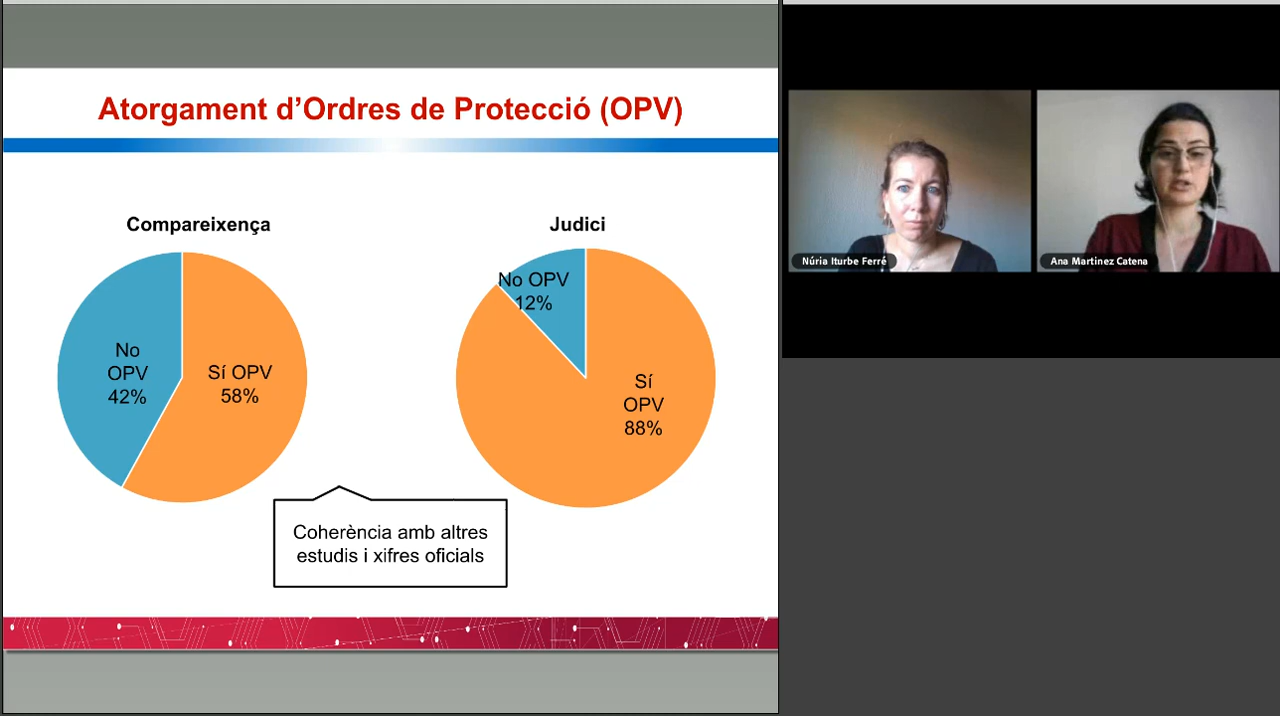 Atorgament d’Ordres de Protecció (OPV)
Compareixença
No
OPV
42%
Sí OPV
58%
Judici
No OPV
12%
Sí
OPV
88%
Coherència amb altres
estudis i xifres oficials
Núria Iturbe Ferré
Ana Martinez Catena